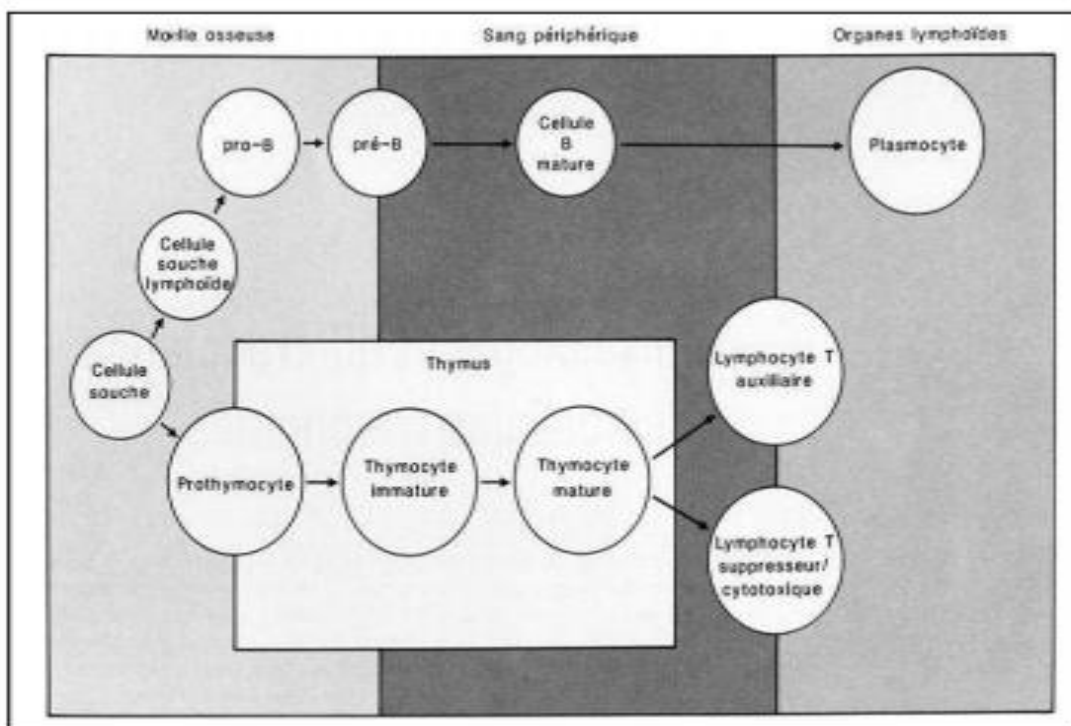 Moelle osseuse
Sang périphérique
Organes lymphoïdes
pro-B
pré-B
Cellule
B
mature
Plasmocyte
Cellule
souche
lymphoïde
Cellule
souche
Thymus
Lymphocyte T
auxiliaire
Prothymocyte
Thymocyte
immature
Thymocyte
mature
Lymphocyte T
suppresseur/
cytotoxique